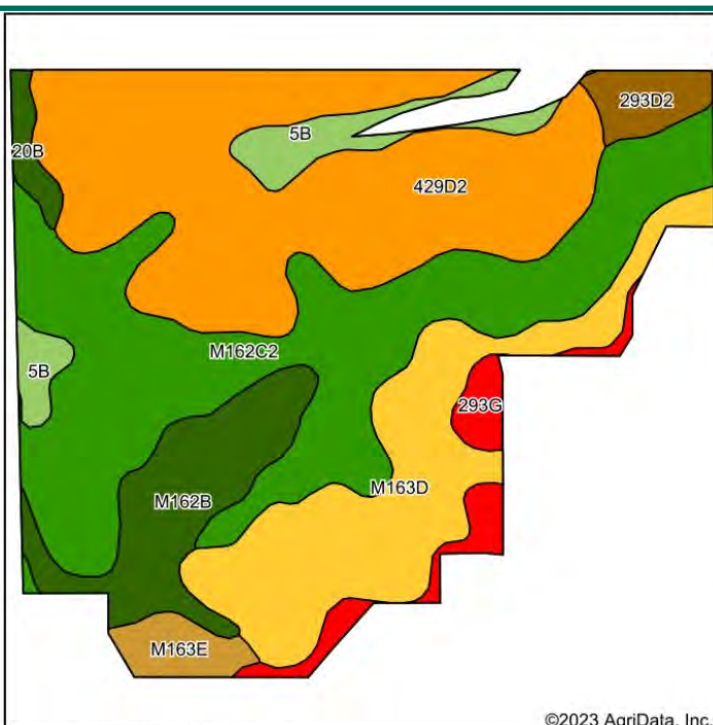 293D2
5B
20B
429D2
M162C2
5B
293G
M163D
M162B
M163E
©2023 AgriData, Inc.